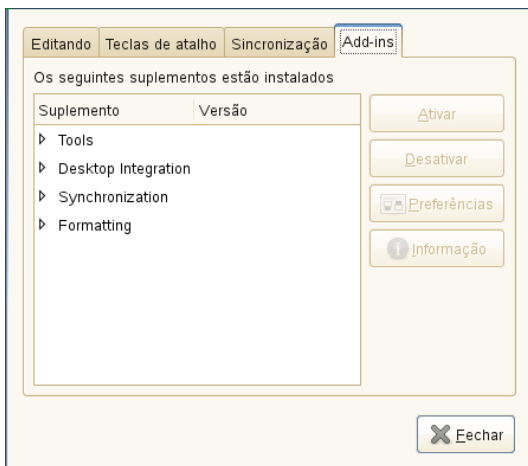 Editando Teclas de atalho Sincronização Add-ins
Os seguintes suplementos estão instalados
Suplemento Versão
Tools
Desktop Integration
Synchronization
Formatting
Ativar
Desativar
Preferências
Informação
Fechar